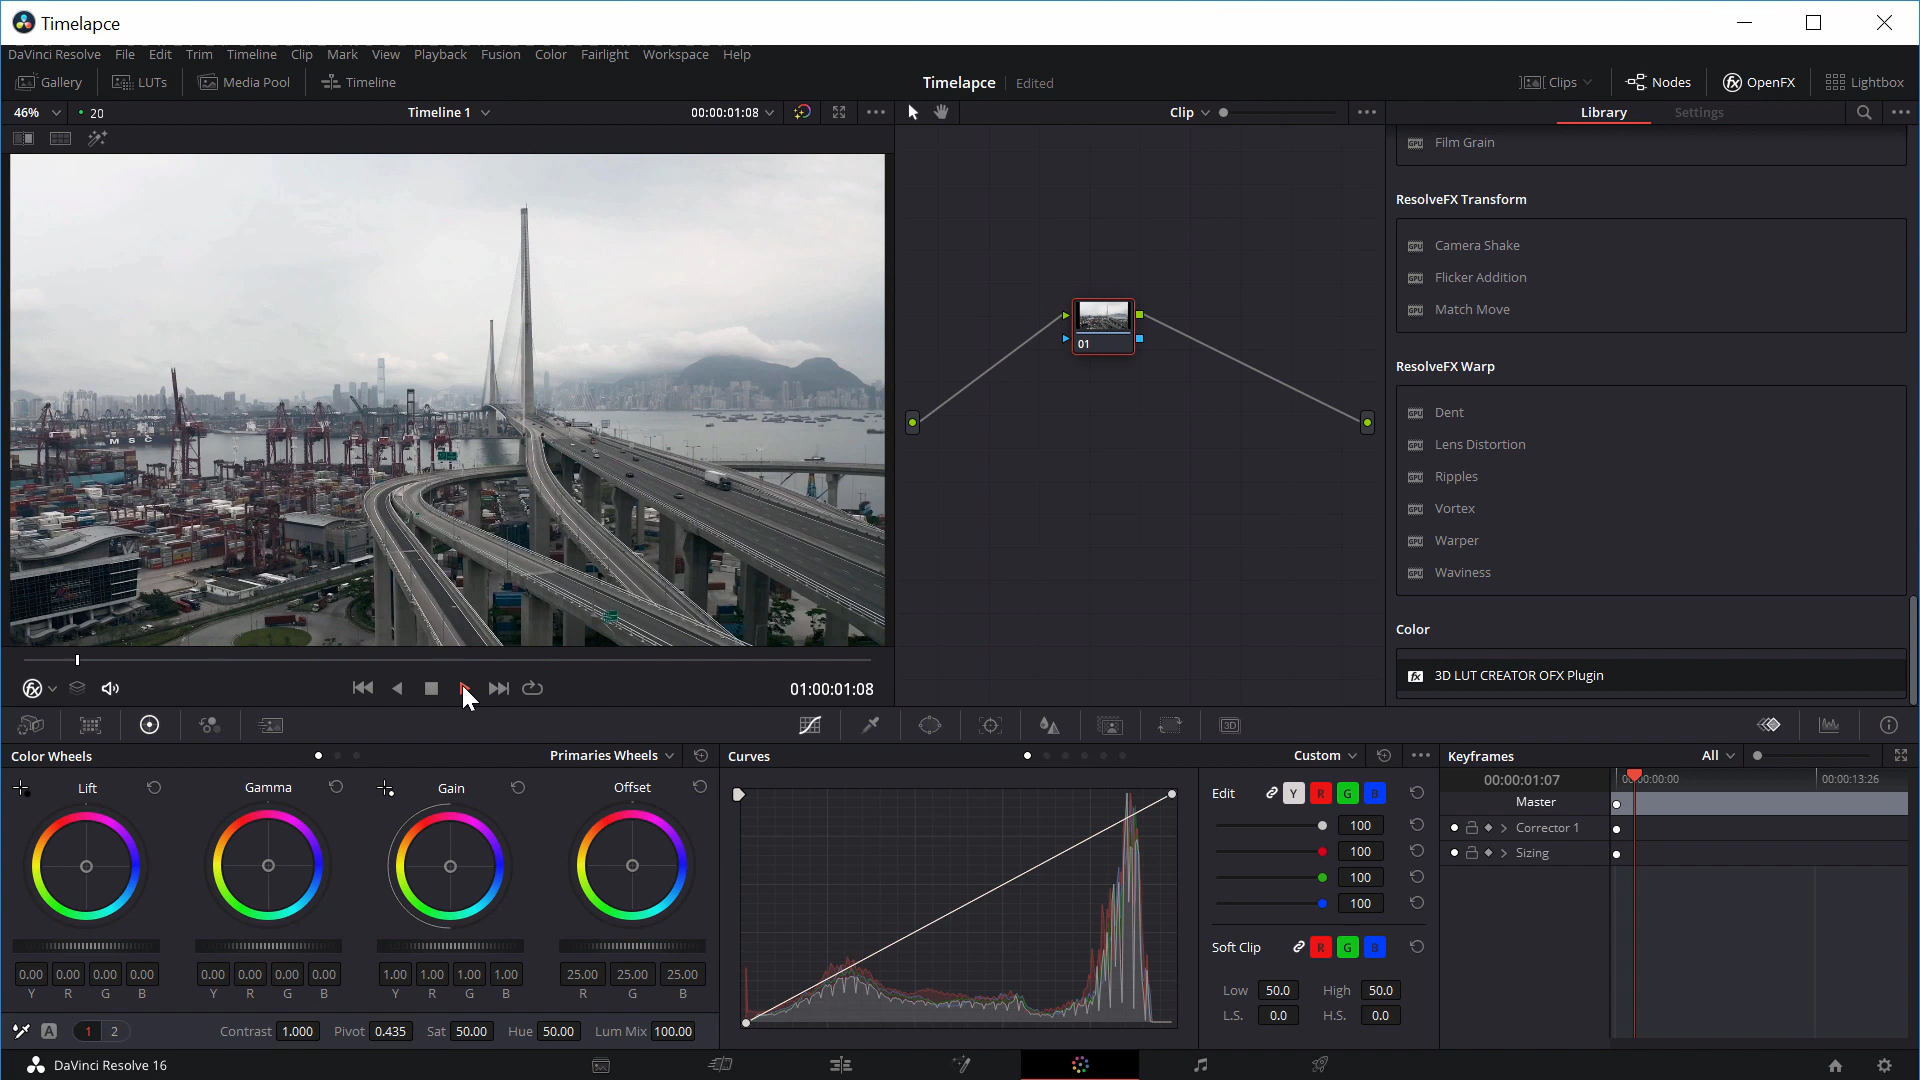 Timelapce
DaVinci Resolve File Edit Trim Timeline Clip Mark View Playback Fusion Color Fairlight Workspace Help
Gallery LUTs Media Pool Timeline Timelapce Edited Clips Nodes OpenFX Lightbox
46% 20 Timeline 1 00:00:01:08 Clip Library Settings
Film Grain
ResolveFX Transform
Camera Shake
Flicker Addition
Match Move
ResolveFX Warp
Dent
Lens Distortion
Ripples
Vortex
Warper
Waviness
Color
3D LUT CREATOR OFX Plugin
M S C
01
01:00:01:08
3D
Color Wheels Primaries Wheels Curves Custom Keyframes All
Lift Gamma Gain Offset
0.00 0.00 0.00 0.00 0.00 0.00 0.00 0.00 1.00 1.00 1.00 1.00 25.00 25.00 25.00
Y R G B Y R G B Y R G B R G B
A 1 2 Contrast 1.000 Pivot 0.435 Sat 50.00 Hue 50.00 Lum Mix 100.00
Edit Y R G B
100
100
100
100
Soft Clip R G B
Low 50.0 High 50.0
L.S. 0.0 H.S. 0.0
00:00:01:07 00:00:00:00 00:00:13:26
Master
Corrector 1
Sizing
DaVinci Resolve 16